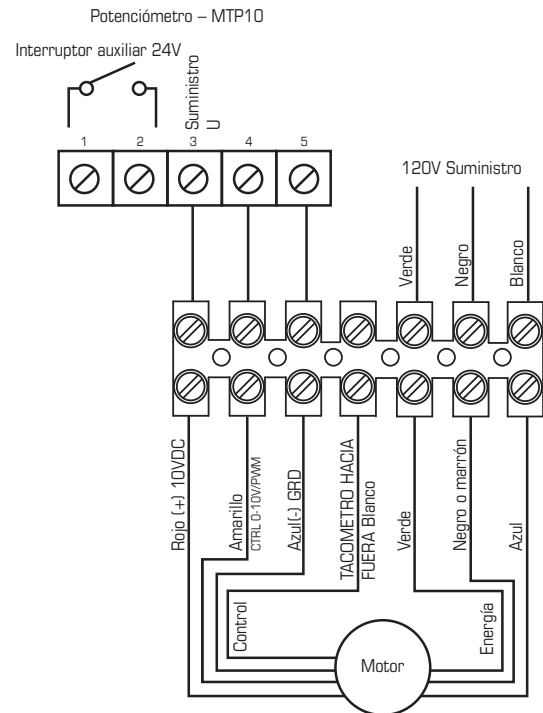 Potenciómetro – MTP10
Interruptor auxiliar 24V
Suministro
U
1
2
3
4
5
120V Suministro
Verde
Negro
Blanco
Rojo (+) 10VDC
Amarillo
CTRL 0-10V/PWM
Azul(-) GRD
TACOMETRO HACIA
FUERA Blanco
Verde
Negro o marrón
Azul
Control
Energía
Motor